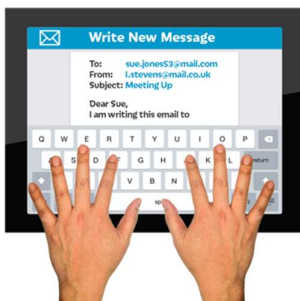 Write New Message
To: sue.jones53@mail.com
From: l.stevens@mail.co.uk
Subject: Meeting Up
Dear Sue,
I am writing this email to
Q W E R T Y U I O P
A S D F G H K L return
V B N